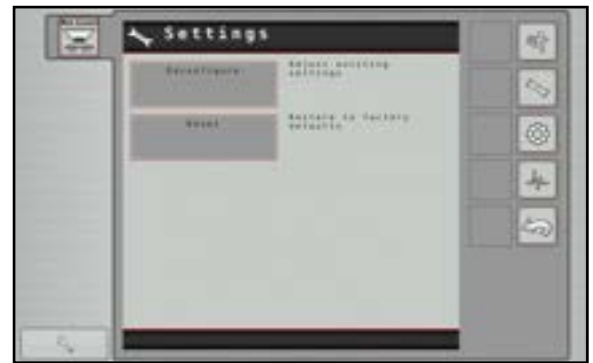 Settings
Reconfigure
Adjust existing
settings
Reset
Restore to factory
defaults